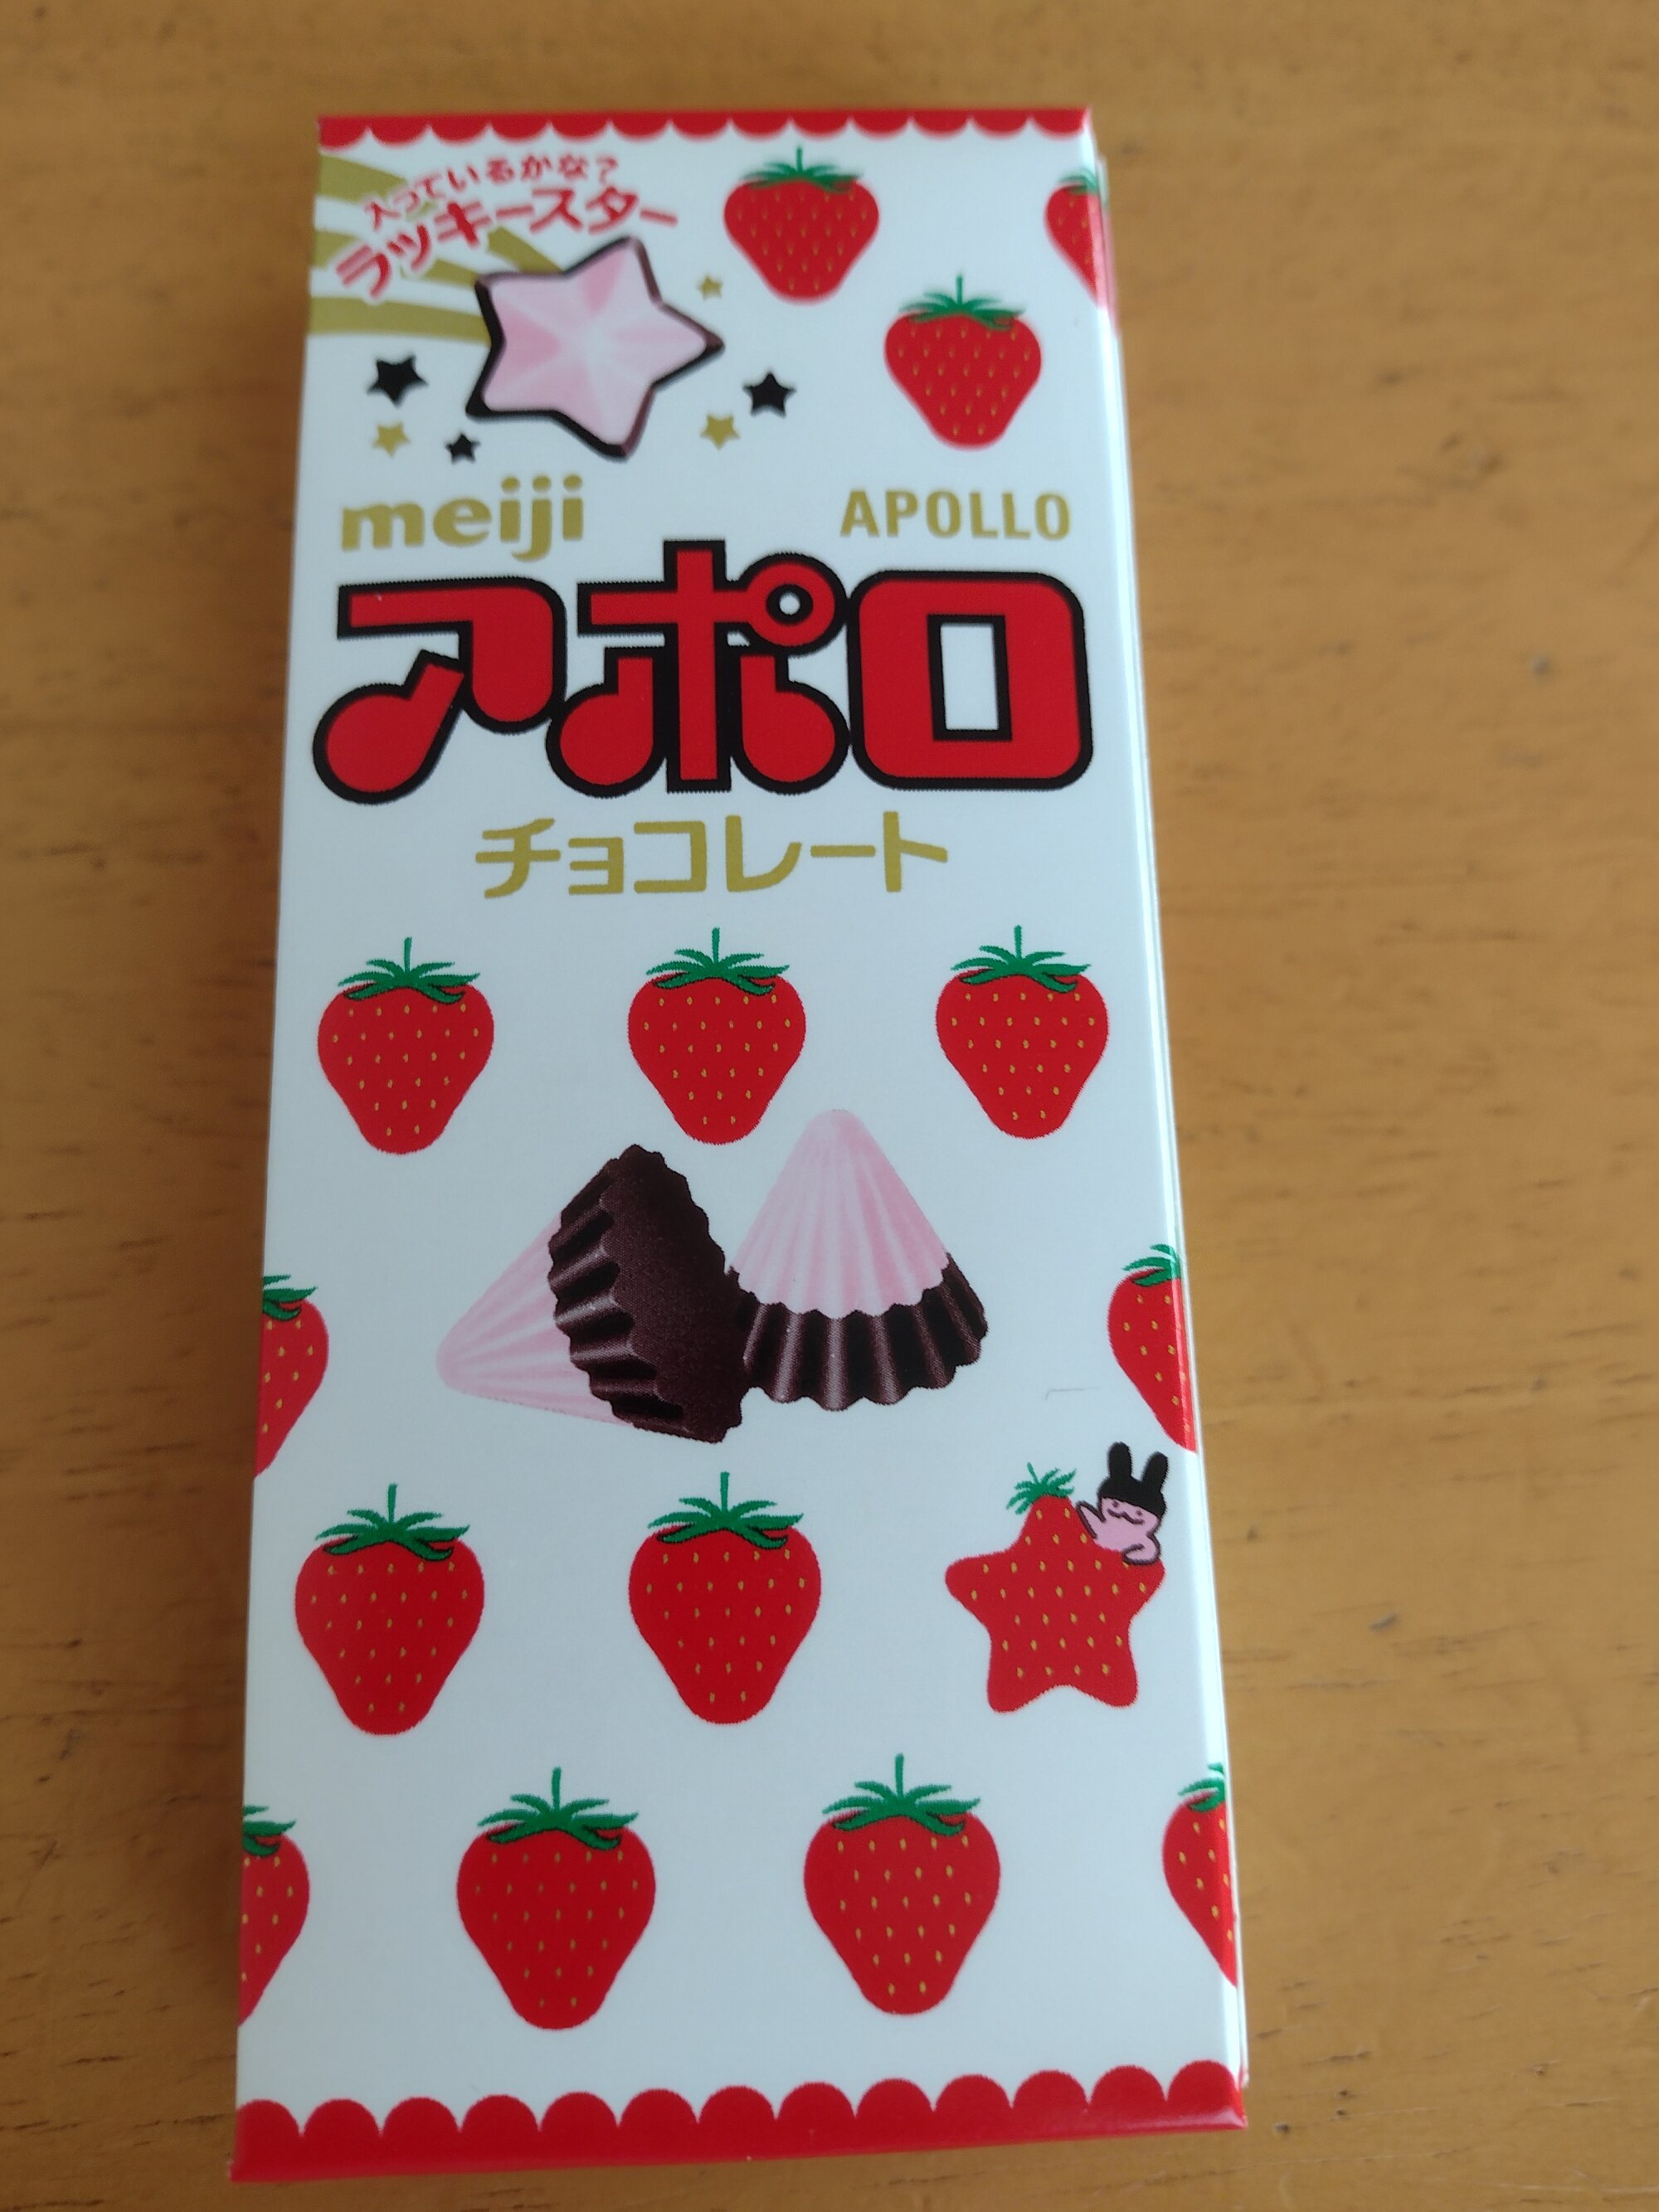 入っているかな?
ラッキースター
meiji
APOLLO
アポロ
チョコレート